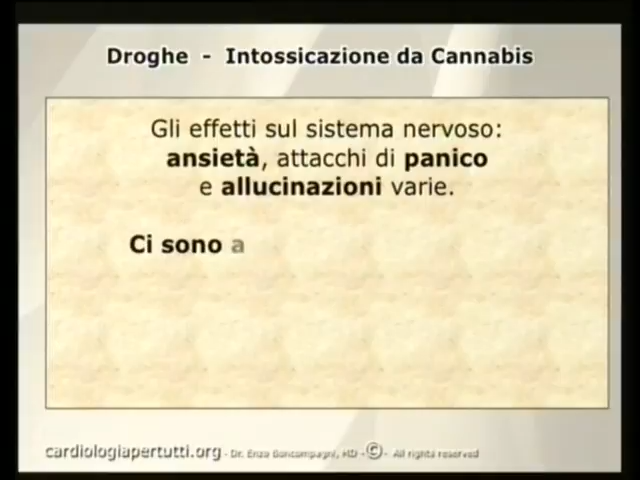 Droghe - Intossicazione da Cannabis
Gli effetti sul sistema nervoso:
ansietà, attacchi di panico
e allucinazioni varie.
Ci sono a
cardiologiapertutti.org - Dr. Enzo Boncompagni, MD - © - All rights reserved